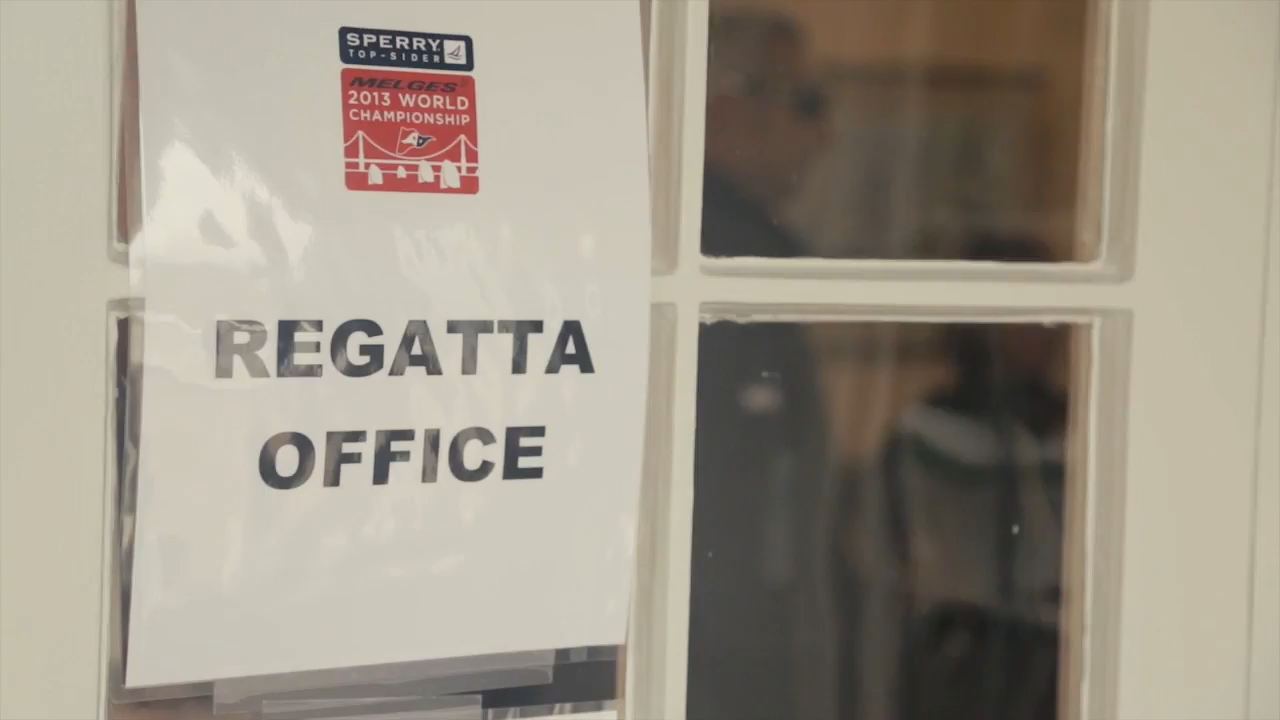 SPERRY
TOP-SIDER
MELGES
2013 WORLD
CHAMPIONSHIP
REGATTA
OFFICE